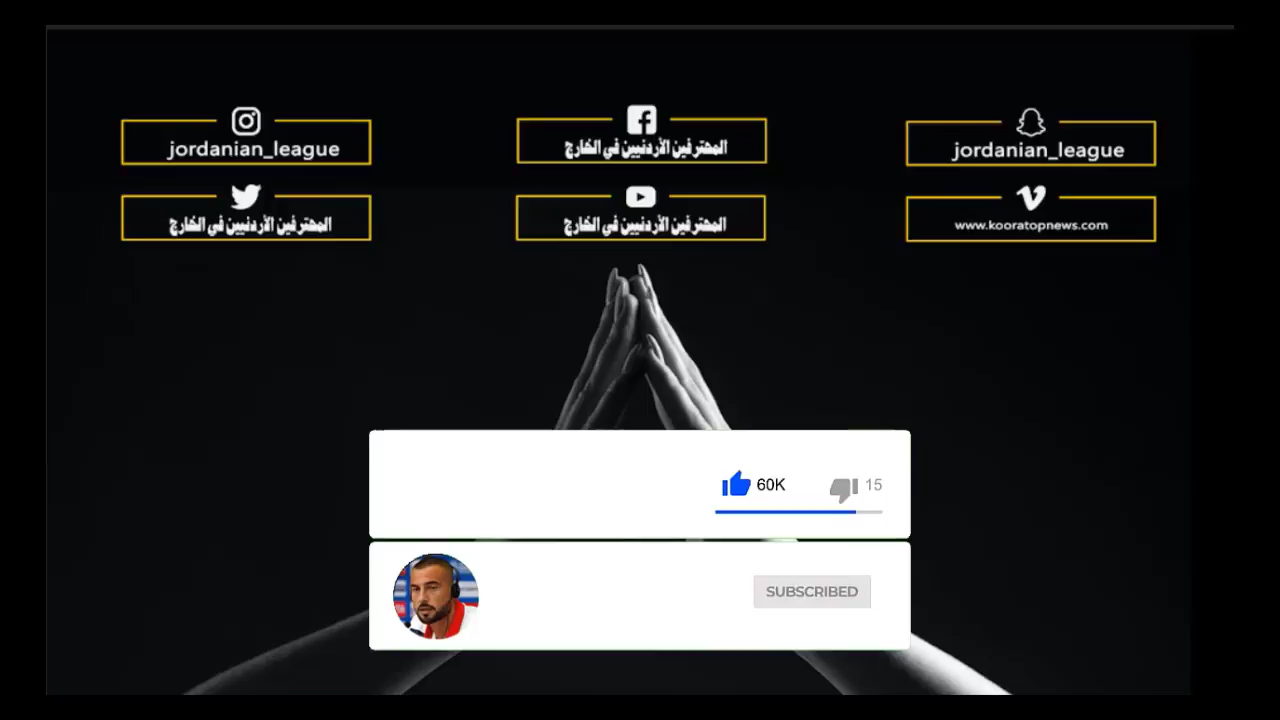 jordanian_league
المحترفين الأردنيين في الخارج
jordanian_league
المحترفين الأردنيين في الخارج
المحترفين الأردنيين في الخارج
www.kooratopnews.com
60K
15
SUBSCRIBED